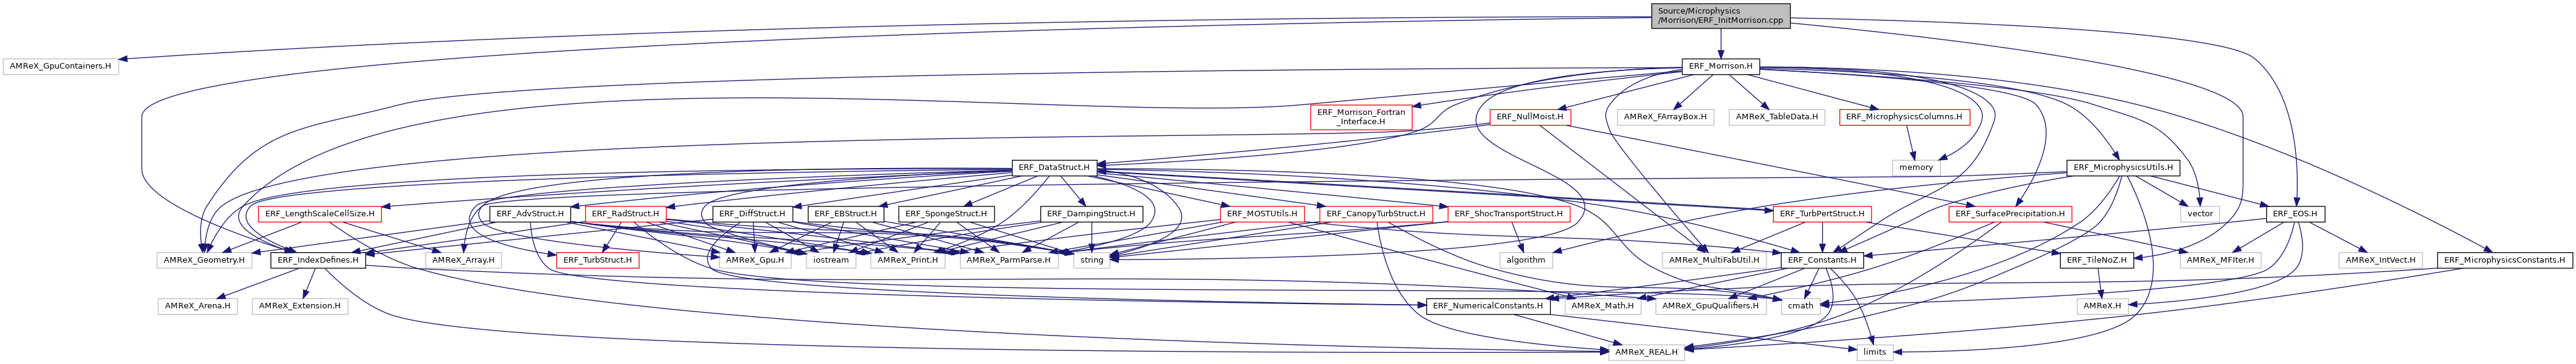 Source/Microphysics
/Morrison/ERF_InitMorrison.cpp
AMReX_GpuContainers.H
ERF_Morrison.H
ERF_Morrison_Fortran
_Interface.H
ERF_NullMoist.H
AMReX_FArrayBox.H
AMReX_TableData.H
ERF_MicrophysicsColumns.H
ERF_DataStruct.H
memory
ERF_MicrophysicsUtils.H
ERF_LengthScaleCellSize.H
ERF_AdvStruct.H
ERF_RadStruct.H
ERF_DiffStruct.H
ERF_EBStruct.H
ERF_SpongeStruct.H
ERF_DampingStruct.H
ERF_MOSTUtils.H
ERF_CanopyTurbStruct.H
ERF_ShocTransportStruct.H
ERF_TurbPertStruct.H
ERF_SurfacePrecipitation.H
vector
ERF_EOS.H
AMReX_Geometry.H
ERF_IndexDefines.H
AMReX_Array.H
ERF_TurbStruct.H
AMReX_Gpu.H
iostream
AMReX_Print.H
AMReX_ParmParse.H
string
algorithm
AMReX_MultiFabUtil.H
ERF_Constants.H
ERF_TileNoZ.H
AMReX_MFIter.H
AMReX_IntVect.H
ERF_MicrophysicsConstants.H
AMReX_Arena.H
AMReX_Extension.H
ERF_NumericalConstants.H
AMReX_Math.H
AMReX_GpuQualifiers.H
cmath
AMReX.H
AMReX_REAL.H
limits